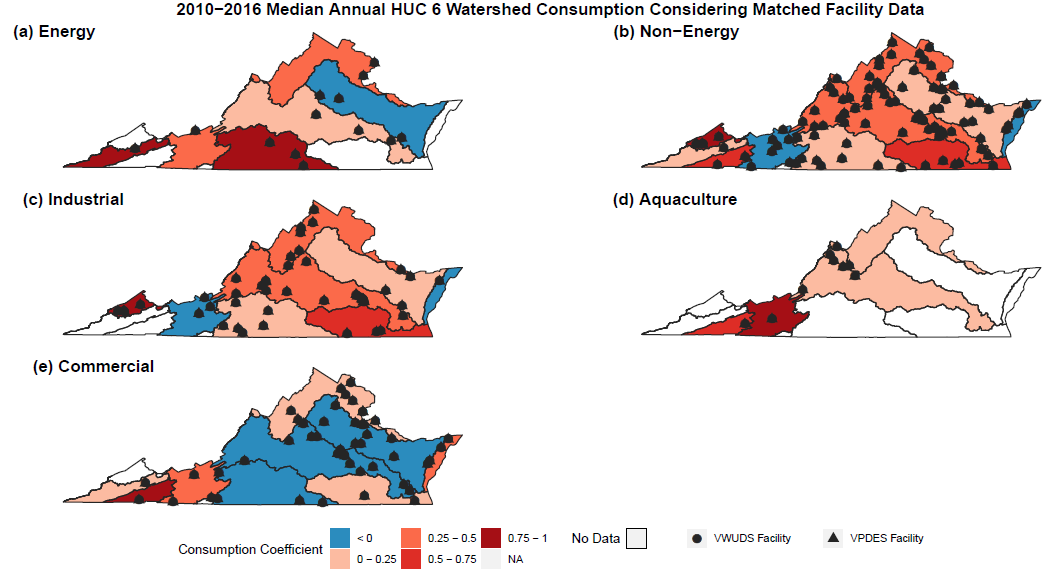 2010−2016 Median Annual HUC 6 Watershed Consumption Considering Matched Facility Data
(a) Energy
(b) Non−Energy
(c) Industrial
(d) Aquaculture
(e) Commercial
Consumption Coefficient
< 0
0 − 0.25
0.25 − 0.5
0.5 − 0.75
0.75 − 1
NA
No Data
VWUDS Facility
VPDES Facility